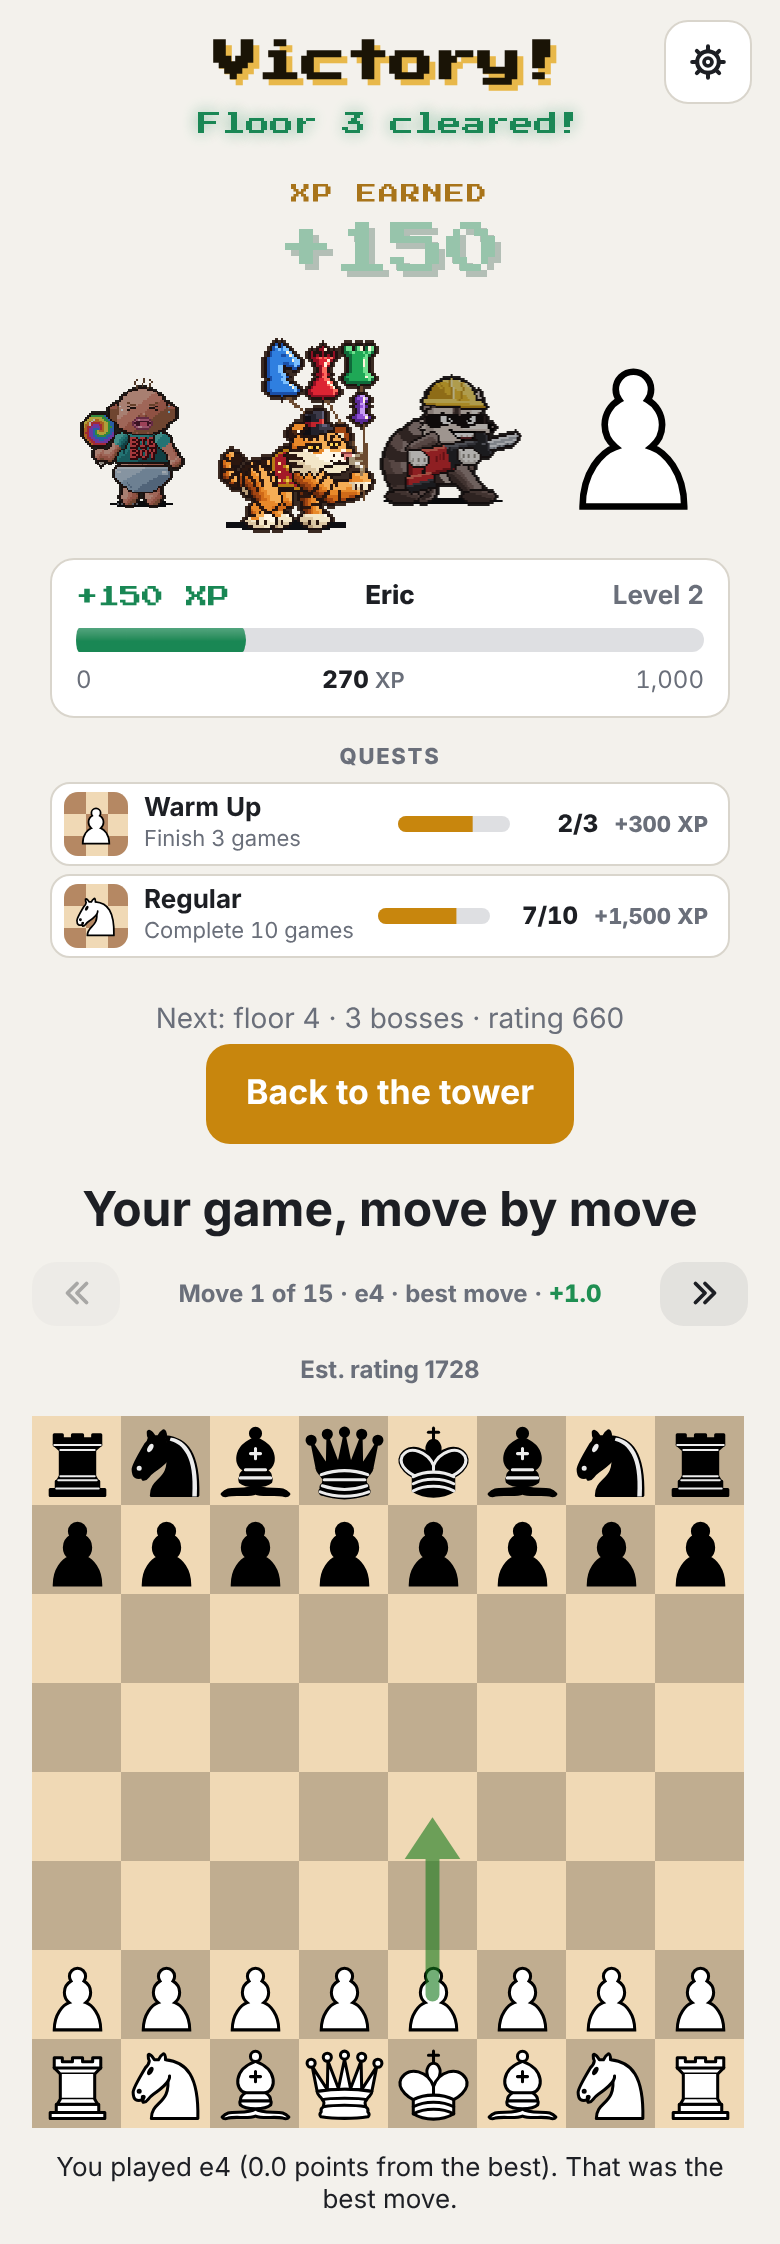 Victory!
Floor 3 cleared!
XP EARNED
+150
BIG
BOY
+150 XP
Eric
Level 2
0
270 XP
1,000
QUESTS
Warm Up
Finish 3 games
2/3
+300 XP
Regular
Complete 10 games
7/10
+1,500 XP
Next: floor 4 · 3 bosses · rating 660
Back to the tower
Your game, move by move
Move 1 of 15 · e4 · best move · +1.0
Est. rating 1728
You played e4 (0.0 points from the best). That was the
best move.